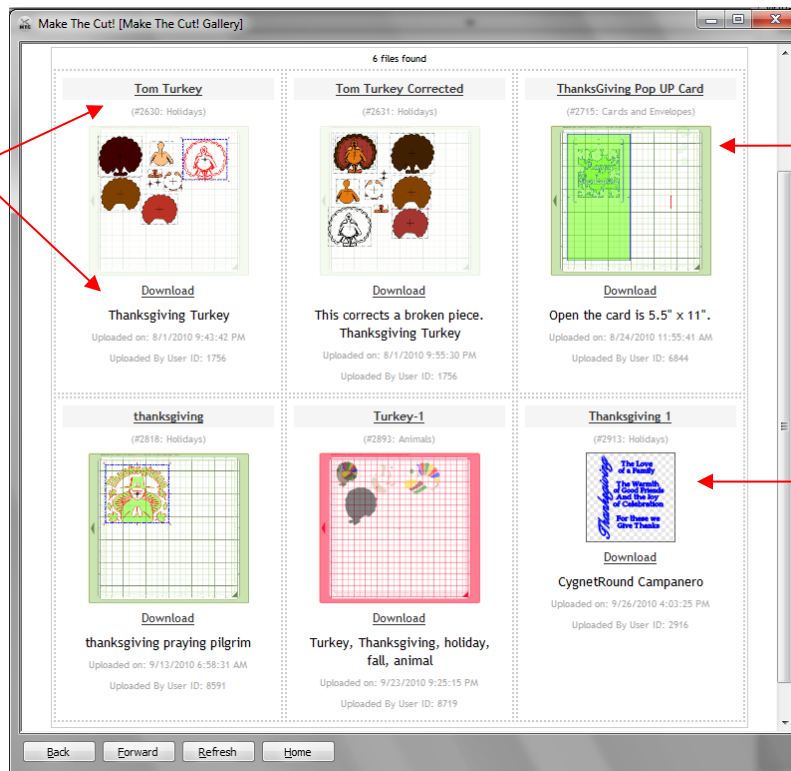 Make The Cut! [Make The Cut! Gallery]
6 files found
Tom Turkey
(#2630: Holidays)
Download
Thanksgiving Turkey
Uploaded on: 8/1/2010 9:43:42 PM
Uploaded By User ID: 1756
Tom Turkey Corrected
(#2631: Holidays)
Download
This corrects a broken piece.
Thanksgiving Turkey
Uploaded on: 8/1/2010 9:55:30 PM
Uploaded By User ID: 1756
ThanksGiving Pop UP Card
(#2715: Cards and Envelopes)
Download
Open the card is 5.5" x 11".
Uploaded on: 8/24/2010 11:55:41 AM
Uploaded By User ID: 6844
thanksgiving
(#2818: Holidays)
Download
thanksgiving praying pilgrim
Uploaded on: 9/13/2010 6:58:31 AM
Uploaded By User ID: 8591
Turkey-1
(#2893: Animals)
Download
Turkey, Thanksgiving, holiday,
fall, animal
Uploaded on: 9/23/2010 9:25:15 PM
Uploaded By User ID: 8719
Thanksgiving 1
(#2913: Holidays)
Thanksgiving
The Love
of a Family
The Warmth
of Good Friends
And the Joy
of Celebration
For these we
Give Thanks
Download
CygnetRound Campanero
Uploaded on: 9/26/2010 4:03:25 PM
Uploaded By User ID: 2916
Back
Forward
Refresh
Home